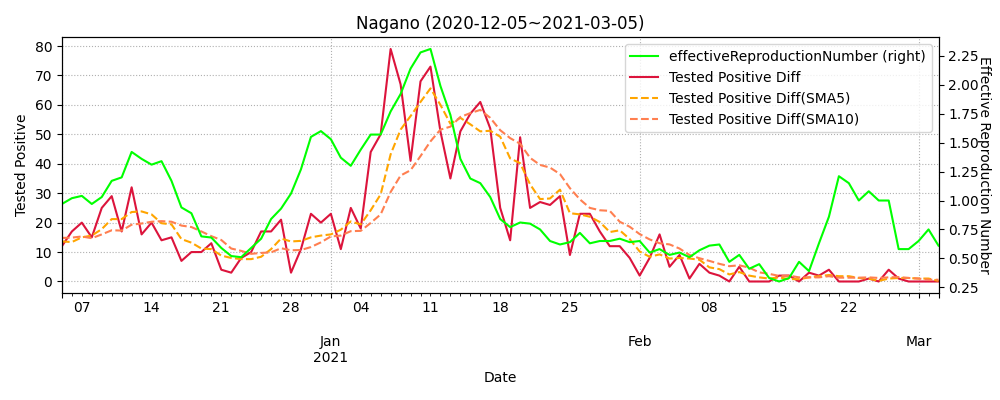 Nagano (2020-12-05~2021-03-05)
effectiveReproductionNumber (right)
Tested Positive Diff
Tested Positive Diff(SMA5)
Tested Positive Diff(SMA10)
Tested Positive
80
70
60
50
40
30
20
10
0
Effective Reproduction Number
2.25
2.00
1.75
1.50
1.25
1.00
0.75
0.50
0.25
07 14 21 28 04 11 18 25 08 15 22
Jan Feb Mar
2021
Date